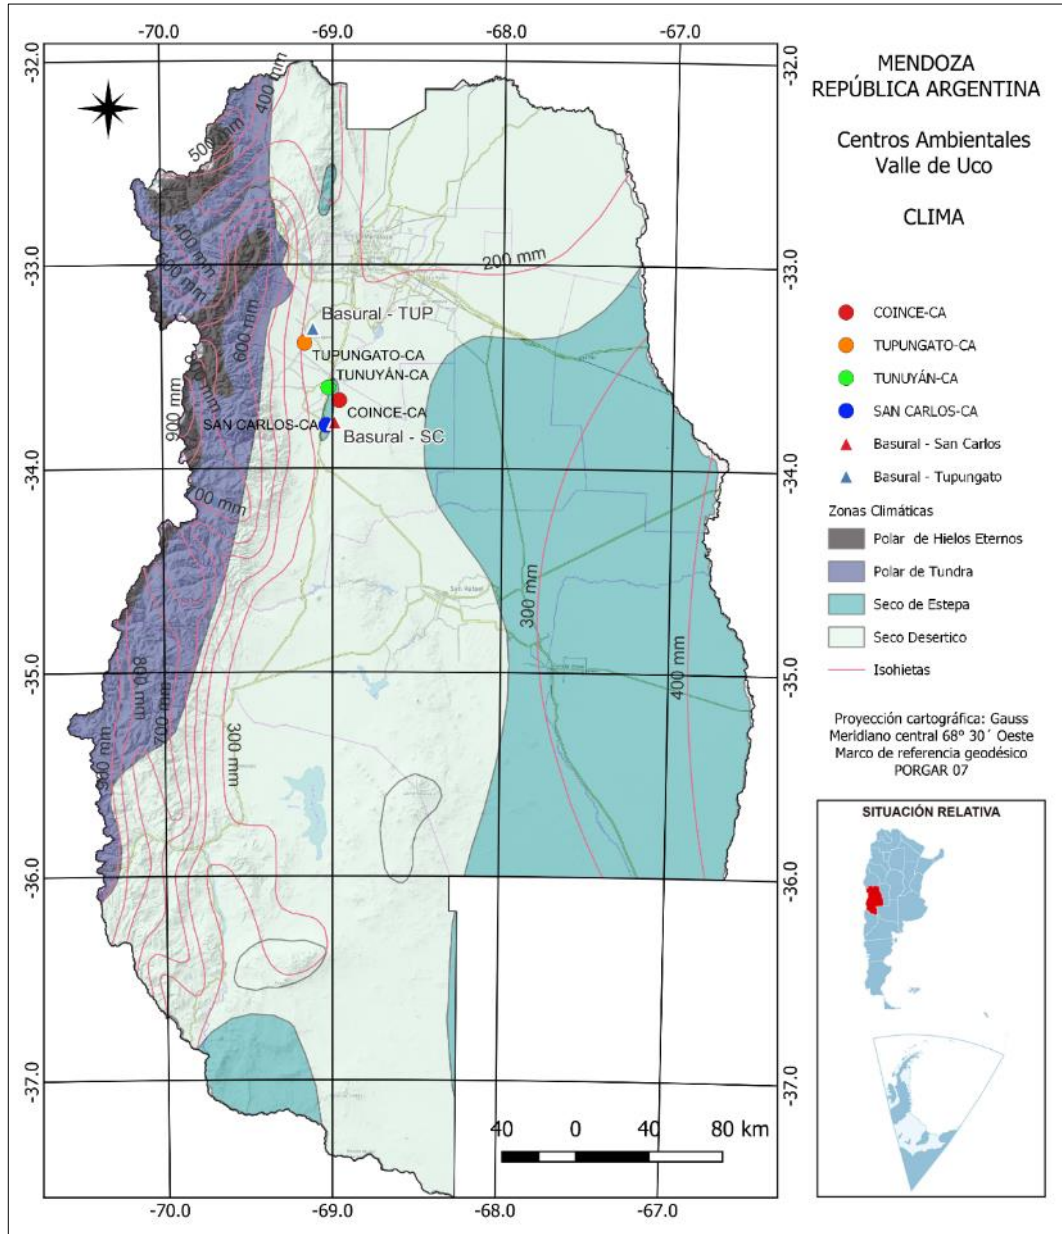 -70.0
-69.0
-68.0
-67.0
MENDOZA
REPÚBLICA ARGENTINA
Centros Ambientales
Valle de Uco
CLIMA
COINCE-CA
TUPUNGATO-CA
TUNUYÁN-CA
SAN CARLOS-CA
Basural - San Carlos
Basural - Tupungato
Zonas Climáticas
Polar de Hielos Eternos
Polar de Tundra
Seco de Estepa
Seco Desertico
Isohietas
Proyección cartográfica: Gauss
Meridiano central 68º 30´ Oeste
Marco de referencia geodésico
PORGAR 07
SITUACIÓN RELATIVA
-32.0
-33.0
-34.0
-35.0
-36.0
-37.0
-32.0
-33.0
-34.0
-35.0
-36.0
-37.0
400 mm
500 mm
400 mm
600 mm
200 mm
Basural - TUP
TUPUNGATO-CA
TUNUYÁN-CA
COINCE-CA
SAN CARLOS-CA
Basural - SC
900 mm
300 mm
400 mm
800 mm
700 mm
300 mm
San Rafael
40 0 40 80 km
-70.0
-69.0
-68.0
-67.0